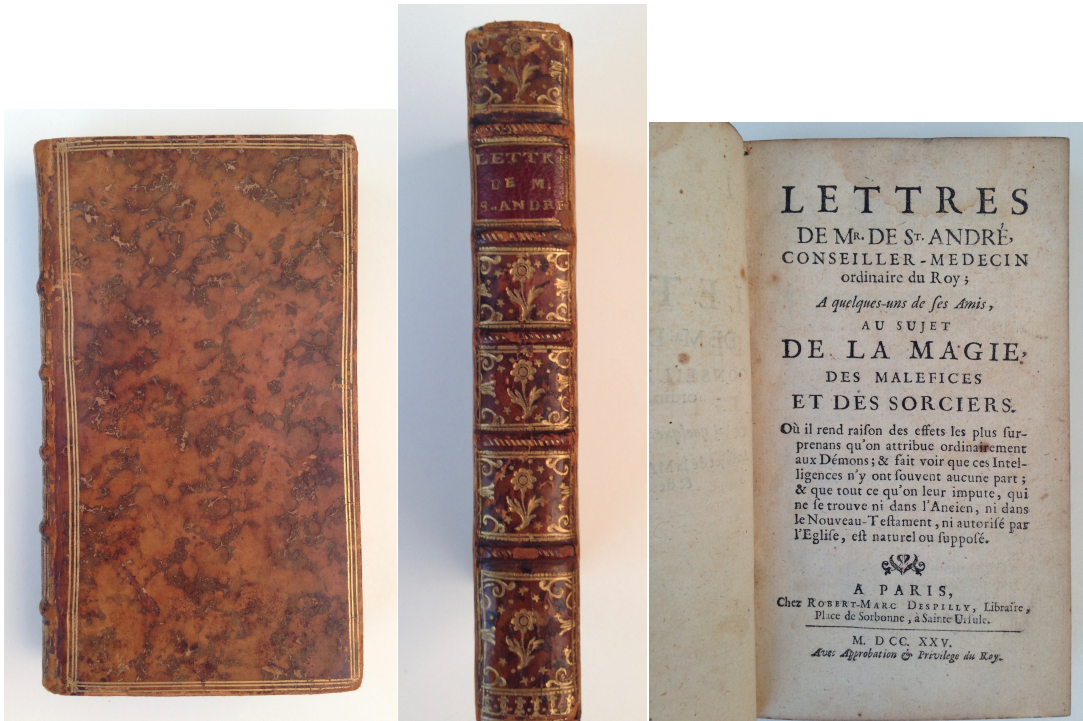 LETTRE
DE M.
S. ANDRE
LETTRES
DE Mʀ. DE Sᴛ. ANDRÉ,
CONSEILLER-MEDECIN
ordinaire du Roy;
A quelques-uns de ſes Amis,
AU SUJET
DE LA MAGIE,
DES MALEFICES
ET DES SORCIERS.
Où il rend raiſon des effets les plus ſur-
prenans qu'on attribue ordinairement
aux Démons; & fait voir que ces Intel-
ligences n'y ont ſouvent aucune part;
& que tout ce qu'on leur impute, qui
ne ſe trouve ni dans l'Ancien, ni dans
le Nouveau-Teſtament, ni autoriſé par
l'Egliſe, eſt naturel ou ſuppoſé.
A PARIS,
Chez ROBERT-MARC DESPILLY, Libraire,
Place de Sorbonne, à Sainte Urſule.
M. DCC. XXV.
Avec Approbation & Privilege du Roy.